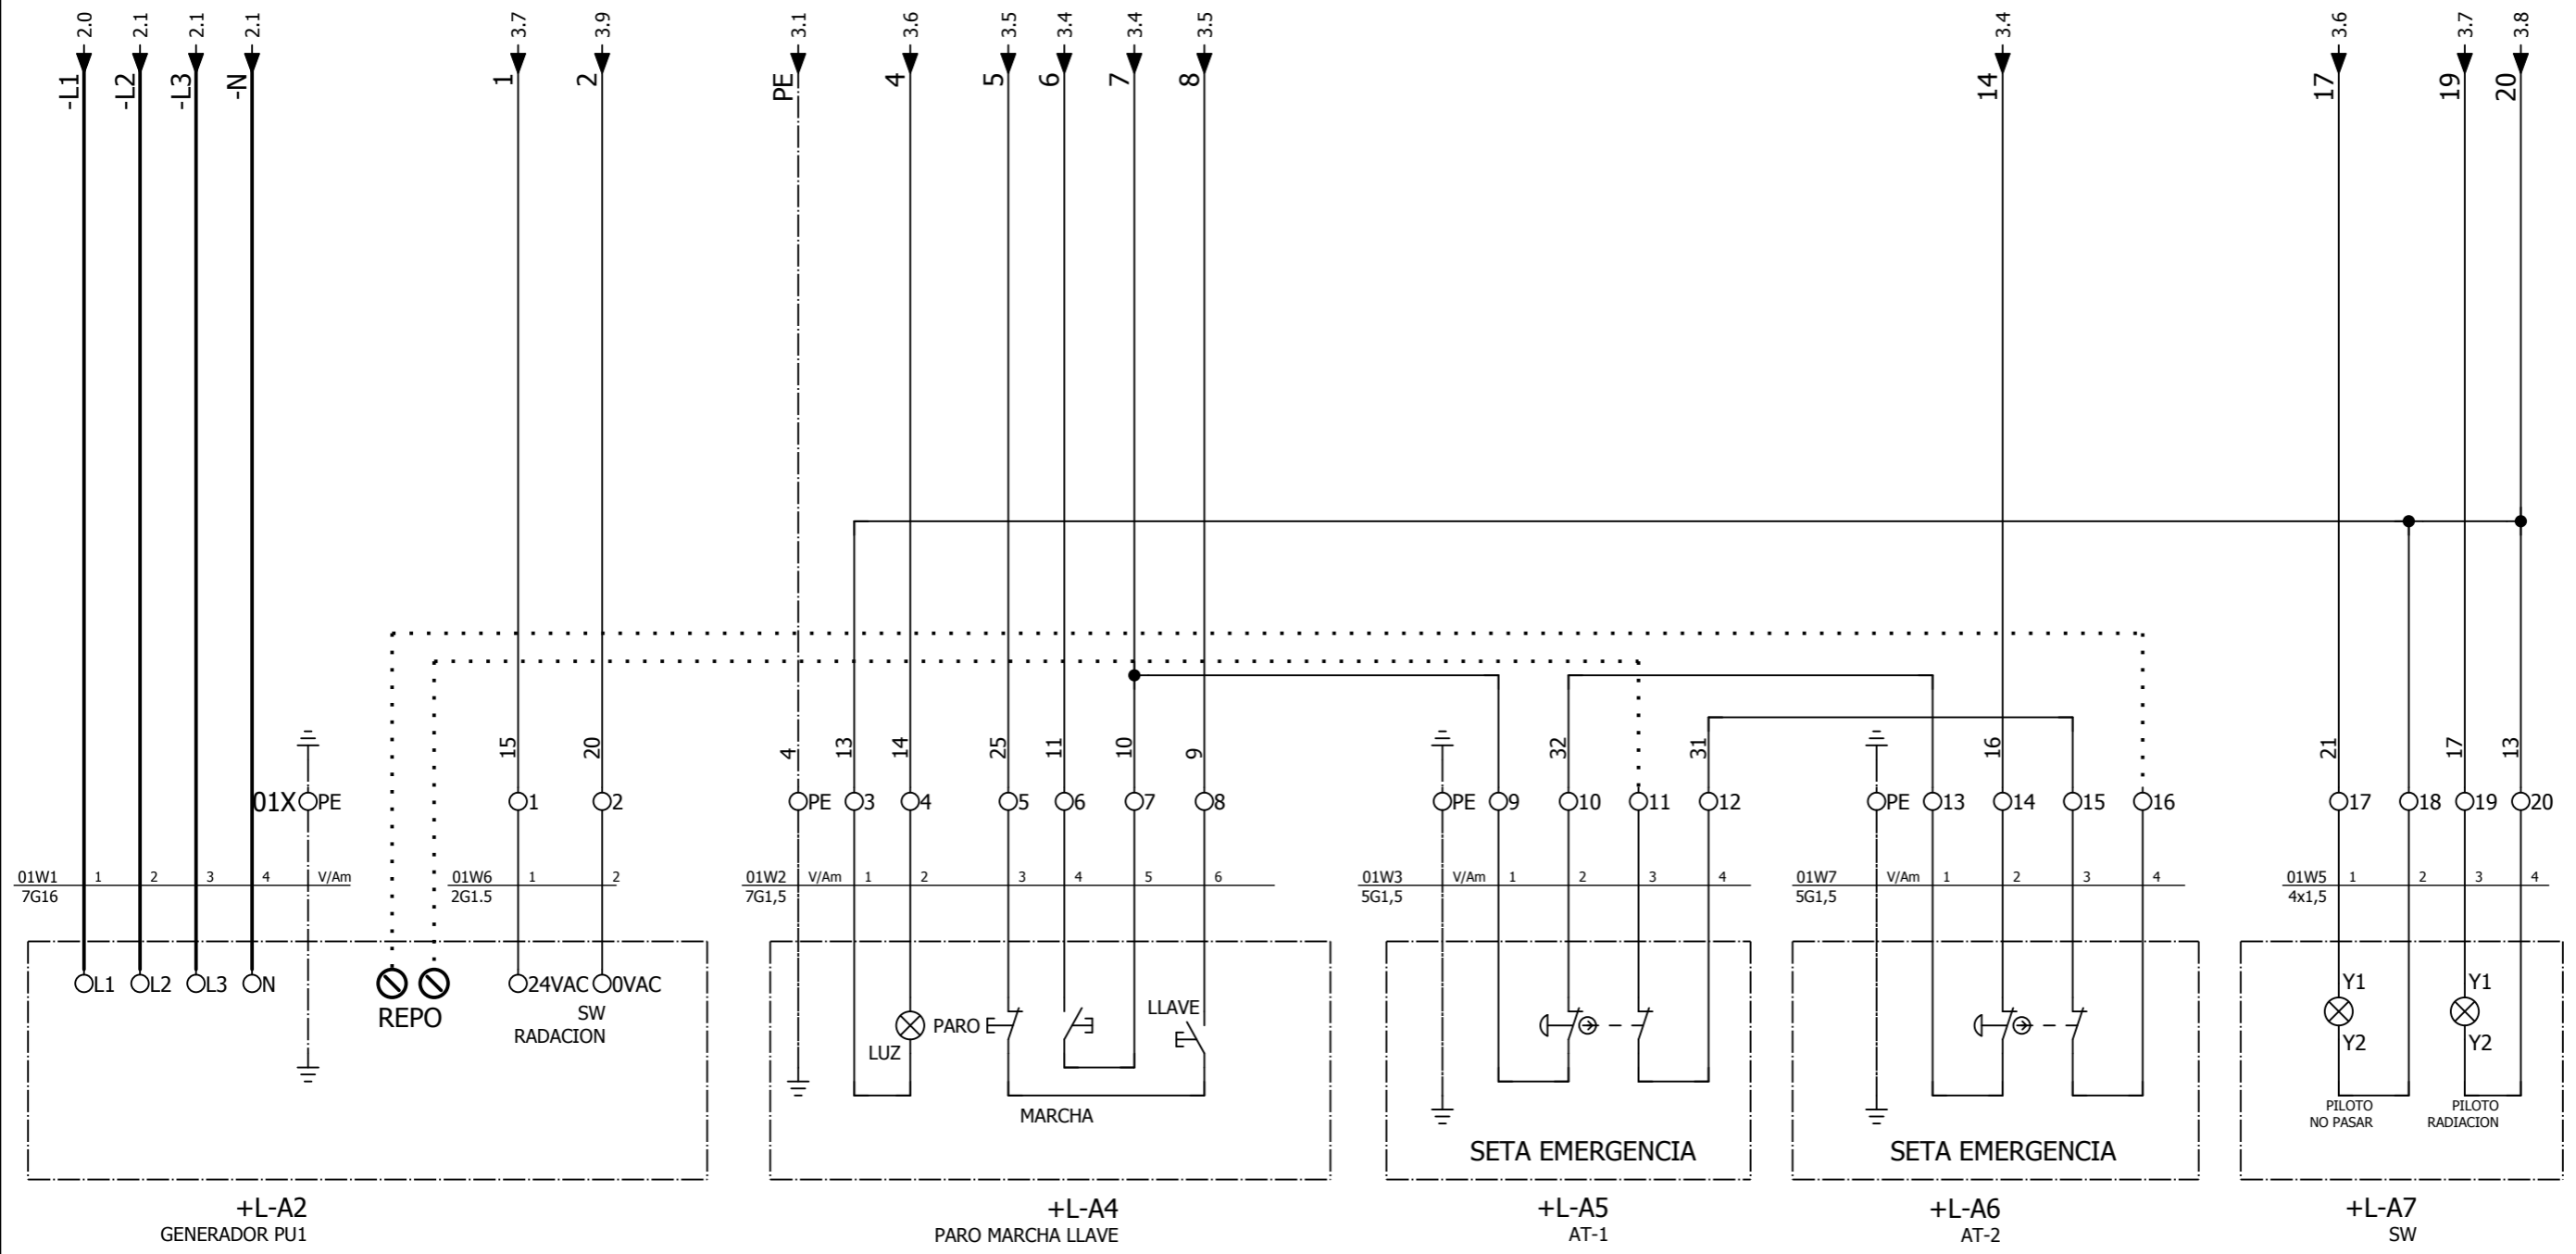 2.0 2.1 2.1 2.1 3.7 3.9 3.1 3.6 3.5 3.4 3.4 3.5 3.4 3.6 3.7 3.8
-L1 -L2 -L3 -N 1 2 PE 4 5 6 7 8 14 17 19 20
15 20 4 13 14 25 11 10 9 32 31 16 21 17 13
01X PE 1 2 PE 3 4 5 6 7 8 PE 9 10 11 12 PE 13 14 15 16 17 18 19 20
01W1 1 2 3 4 V/Am 01W6 1 2 01W2 V/Am 1 2 3 4 5 6 01W3 V/Am 1 2 3 4 01W7 V/Am 1 2 3 4 01W5 1 2 3 4
7G16 2G1.5 7G1,5 5G1,5 5G1,5 4x1,5
L1 L2 L3 N 24VAC 0VAC Y1 Y1
REPO SW LLAVE
RADACION PARO
LUZ Y2 Y2
MARCHA PILOTO PILOTO
NO PASAR RADIACION
SETA EMERGENCIA SETA EMERGENCIA
+L-A2 +L-A4 +L-A5 +L-A6 +L-A7
GENERADOR PU1 PARO MARCHA LLAVE AT-1 AT-2 SW